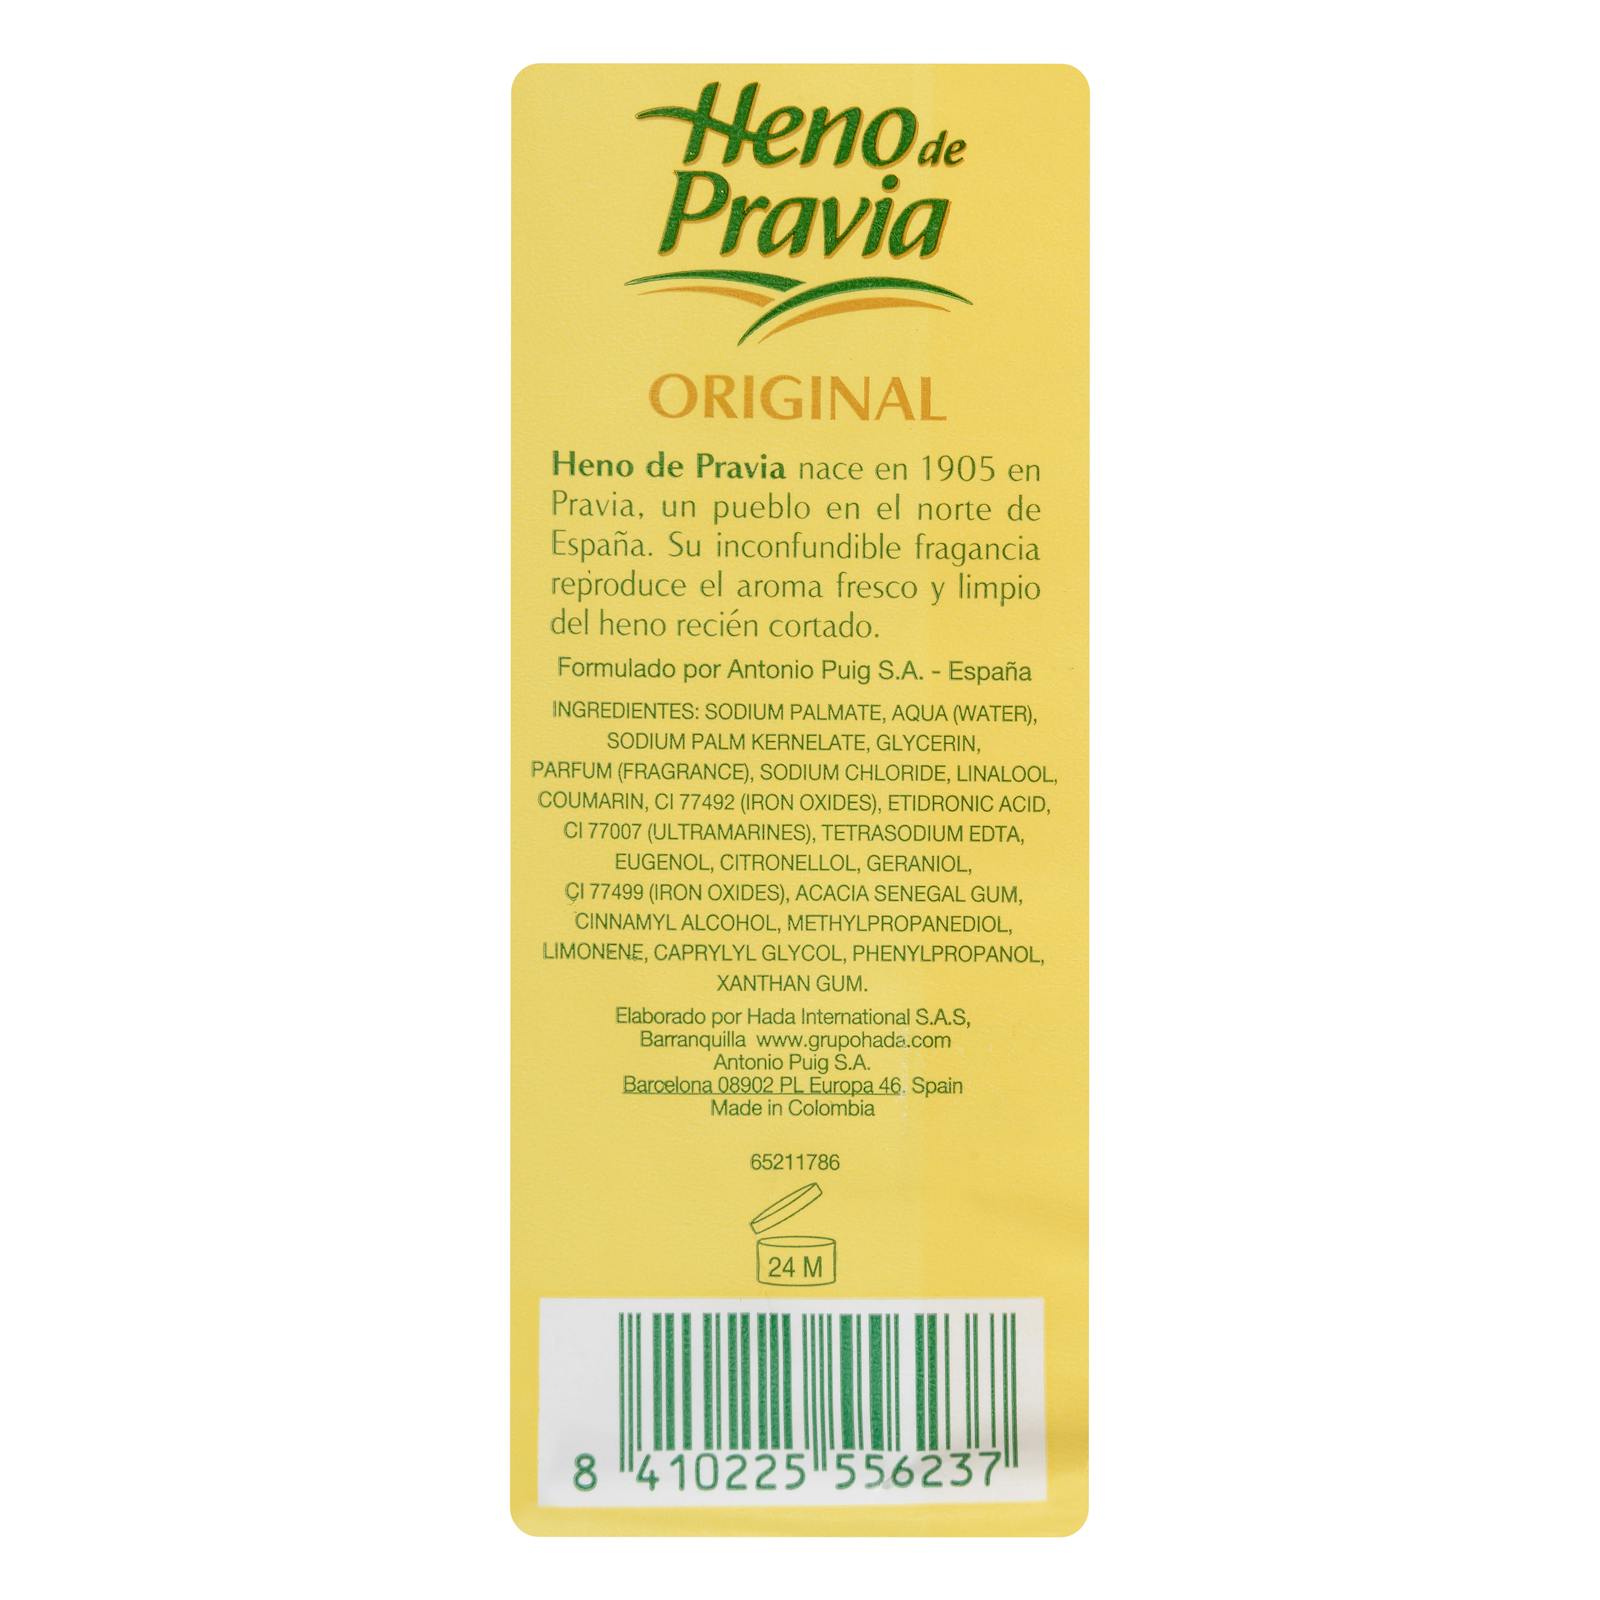 Heno de
Pravia
ORIGINAL
Heno de Pravia nace en 1905 en
Pravia, un pueblo en el norte de
España. Su inconfundible fragancia
reproduce el aroma fresco y limpio
del heno recién cortado.
Formulado por Antonio Puig S.A. - España
INGREDIENTES: SODIUM PALMATE, AQUA (WATER),
SODIUM PALM KERNELATE, GLYCERIN,
PARFUM (FRAGRANCE), SODIUM CHLORIDE, LINALOOL,
COUMARIN, CI 77492 (IRON OXIDES), ETIDRONIC ACID,
CI 77007 (ULTRAMARINES), TETRASODIUM EDTA,
EUGENOL, CITRONELLOL, GERANIOL,
CI 77499 (IRON OXIDES), ACACIA SENEGAL GUM,
CINNAMYL ALCOHOL, METHYLPROPANEDIOL,
LIMONENE, CAPRYLYL GLYCOL, PHENYLPROPANOL,
XANTHAN GUM.
Elaborado por Hada International S.A.S,
Barranquilla www.grupohada.com
Antonio Puig S.A.
Barcelona 08902 PL Europa 46, Spain
Made in Colombia
65211786
24 M
8 410225 556237